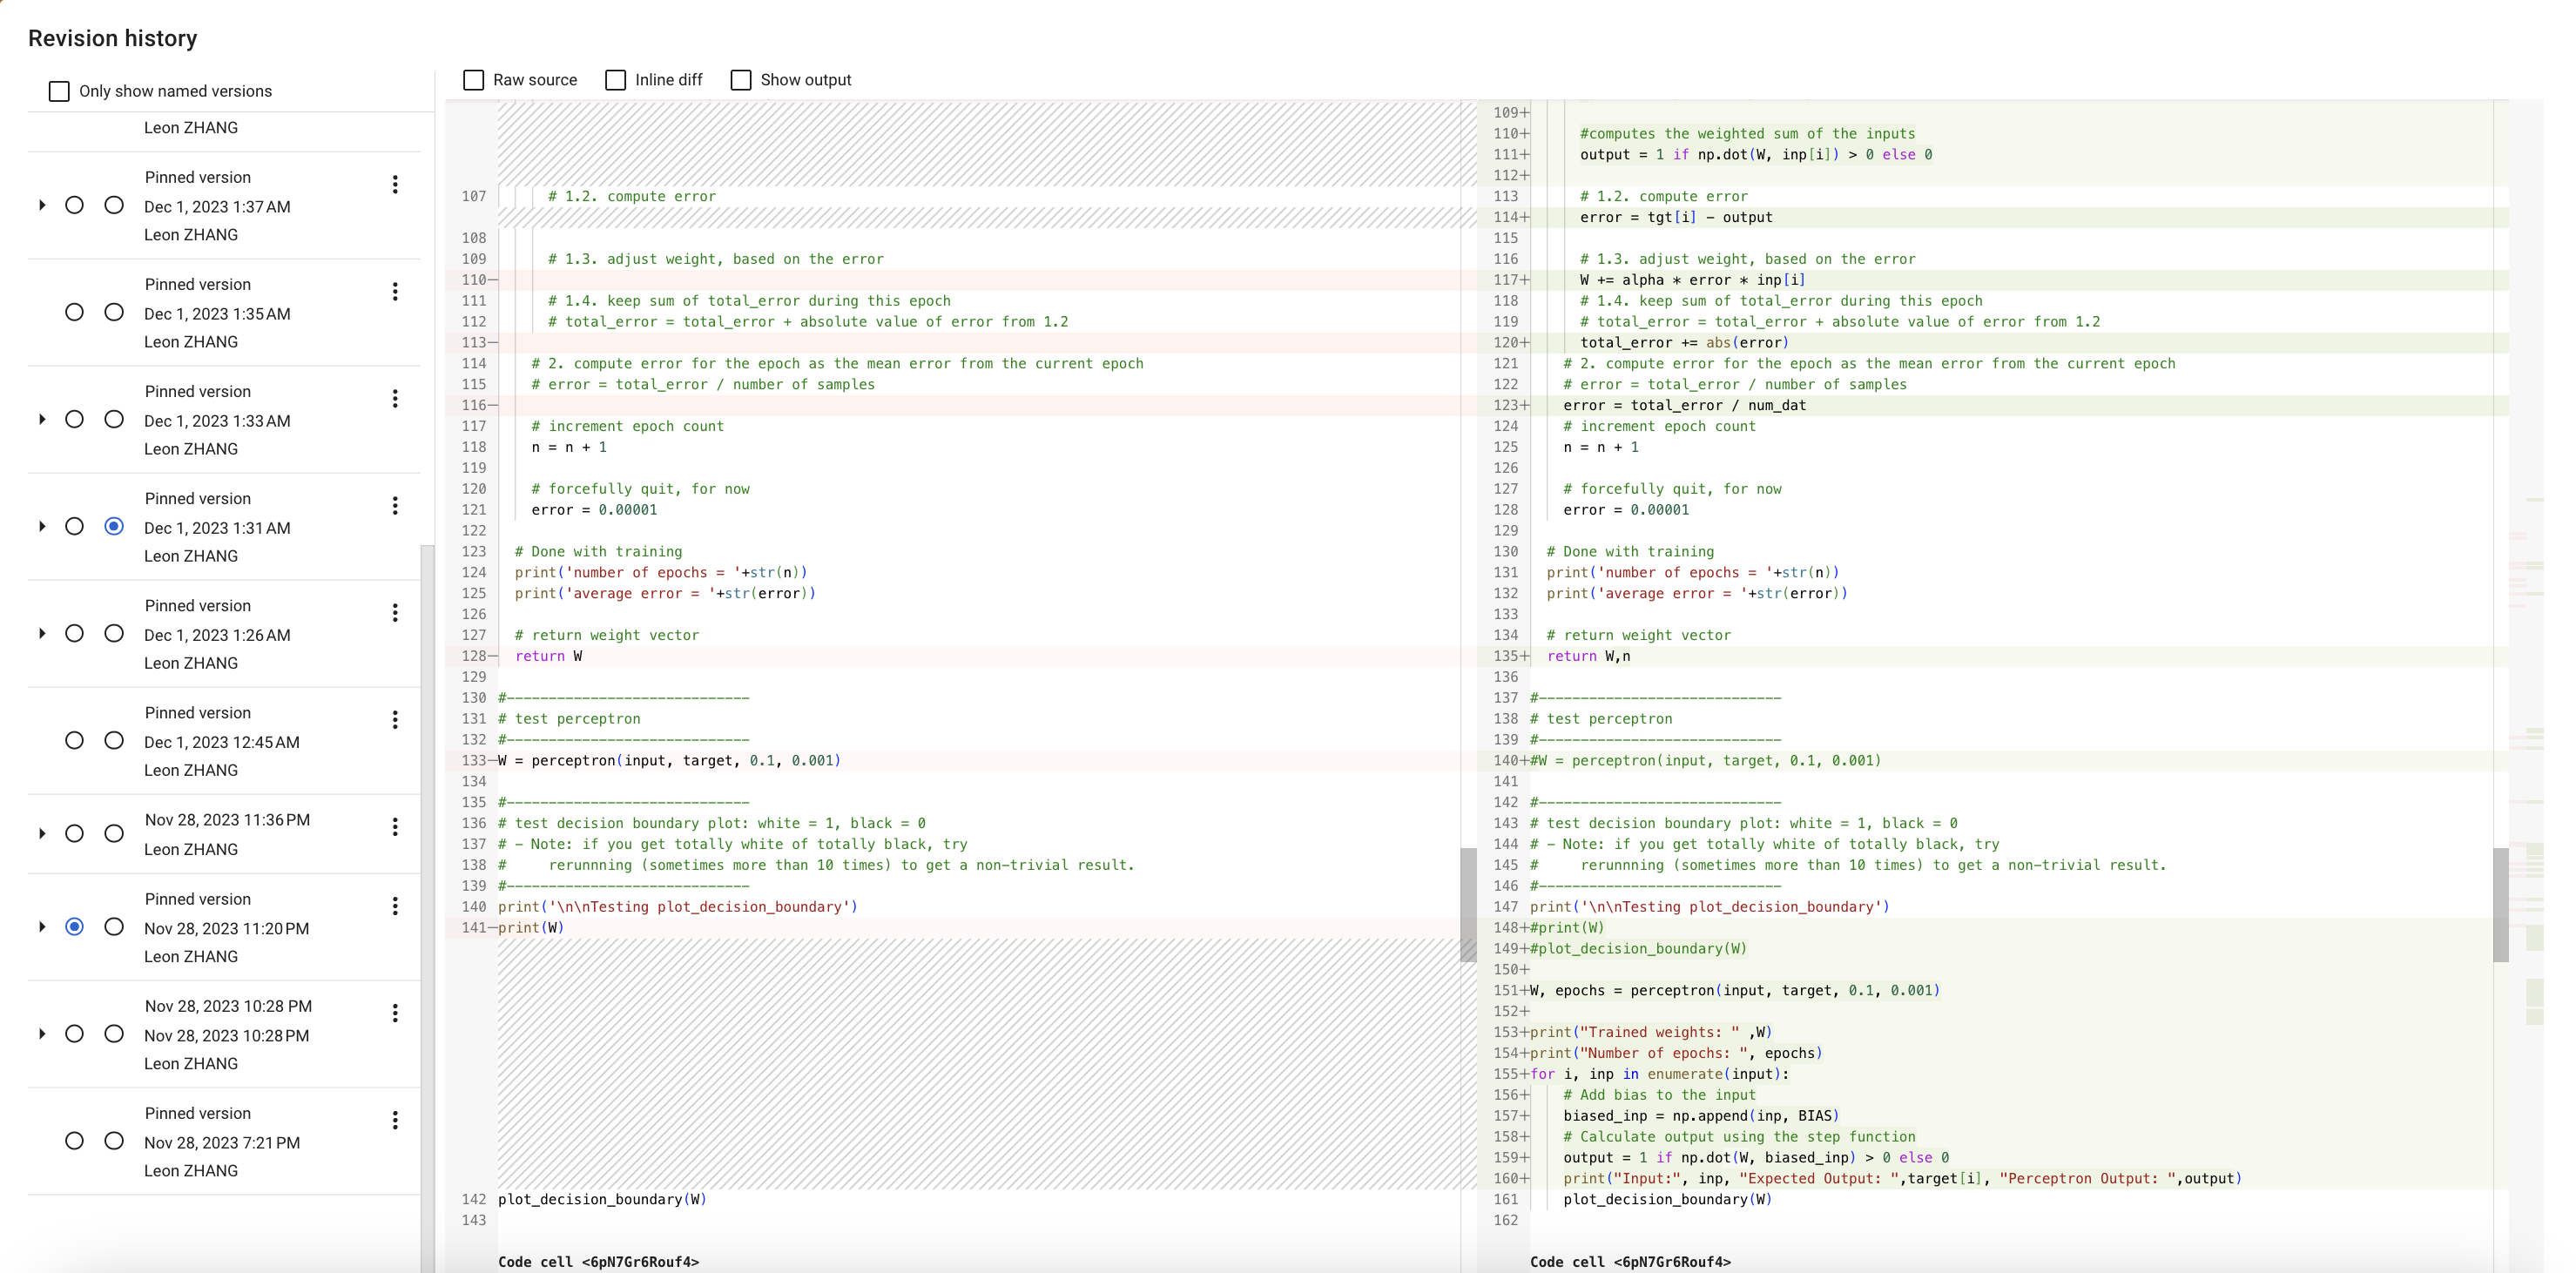 Revision history
Only show named versions
Leon ZHANG
Pinned version
Dec 1, 2023 1:37 AM
Leon ZHANG
Pinned version
Dec 1, 2023 1:35 AM
Leon ZHANG
Pinned version
Dec 1, 2023 1:33 AM
Leon ZHANG
Pinned version
Dec 1, 2023 1:31 AM
Leon ZHANG
Pinned version
Dec 1, 2023 1:26 AM
Leon ZHANG
Pinned version
Dec 1, 2023 12:45 AM
Leon ZHANG
Nov 28, 2023 11:36 PM
Leon ZHANG
Pinned version
Nov 28, 2023 11:20 PM
Leon ZHANG
Nov 28, 2023 10:28 PM
Nov 28, 2023 10:28 PM
Leon ZHANG
Pinned version
Nov 28, 2023 7:21 PM
Leon ZHANG
Raw source Inline diff Show output
107 # 1.2. compute error
108
109 # 1.3. adjust weight, based on the error
110−
111 # 1.4. keep sum of total_error during this epoch
112 # total_error = total_error + absolute value of error from 1.2
113−
114 # 2. compute error for the epoch as the mean error from the current epoch
115 # error = total_error / number of samples
116−
117 # increment epoch count
118 n = n + 1
119
120 # forcefully quit, for now
121 error = 0.00001
122
123 # Done with training
124 print('number of epochs = '+str(n))
125 print('average error = '+str(error))
126
127 # return weight vector
128− return W
129
130 #-----------------------------
131 # test perceptron
132 #-----------------------------
133−W = perceptron(input, target, 0.1, 0.001)
134
135 #-----------------------------
136 # test decision boundary plot: white = 1, black = 0
137 # - Note: if you get totally white of totally black, try
138 # rerunnning (sometimes more than 10 times) to get a non-trivial result.
139 #-----------------------------
140 print('\n\nTesting plot_decision_boundary')
141−print(W)
142 plot_decision_boundary(W)
143
Code cell <6pN7Gr6Rouf4>
109+
110+ #computes the weighted sum of the inputs
111+ output = 1 if np.dot(W, inp[i]) > 0 else 0
112+
113 # 1.2. compute error
114+ error = tgt[i] - output
115
116 # 1.3. adjust weight, based on the error
117+ W += alpha * error * inp[i]
118 # 1.4. keep sum of total_error during this epoch
119 # total_error = total_error + absolute value of error from 1.2
120+ total_error += abs(error)
121 # 2. compute error for the epoch as the mean error from the current epoch
122 # error = total_error / number of samples
123+ error = total_error / num_dat
124 # increment epoch count
125 n = n + 1
126
127 # forcefully quit, for now
128 error = 0.00001
129
130 # Done with training
131 print('number of epochs = '+str(n))
132 print('average error = '+str(error))
133
134 # return weight vector
135+ return W,n
136
137 #-----------------------------
138 # test perceptron
139 #-----------------------------
140+#W = perceptron(input, target, 0.1, 0.001)
141
142 #-----------------------------
143 # test decision boundary plot: white = 1, black = 0
144 # - Note: if you get totally white of totally black, try
145 # rerunnning (sometimes more than 10 times) to get a non-trivial result.
146 #-----------------------------
147 print('\n\nTesting plot_decision_boundary')
148+#print(W)
149+#plot_decision_boundary(W)
150+
151+W, epochs = perceptron(input, target, 0.1, 0.001)
152+
153+print("Trained weights: " ,W)
154+print("Number of epochs: ", epochs)
155+for i, inp in enumerate(input):
156+ # Add bias to the input
157+ biased_inp = np.append(inp, BIAS)
158+ # Calculate output using the step function
159+ output = 1 if np.dot(W, biased_inp) > 0 else 0
160+ print("Input:", inp, "Expected Output: ",target[i], "Perceptron Output: ",output)
161 plot_decision_boundary(W)
162
Code cell <6pN7Gr6Rouf4>